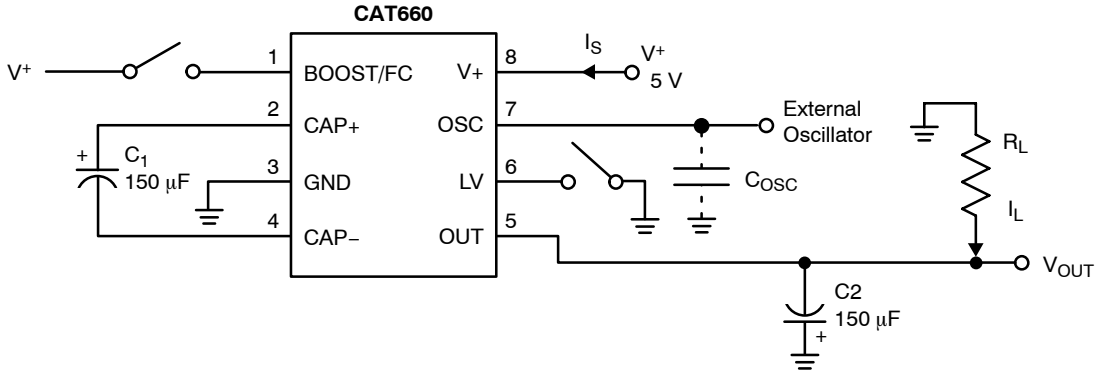 CAT660
V+
1
BOOST/FC
2
CAP+
+
C1
150 µF
3
GND
4
CAP−
V+
8
IS
V+
5 V
OSC
7
External
Oscillator
LV
6
COSC
OUT
5
RL
IL
VOUT
C2
150 µF
+